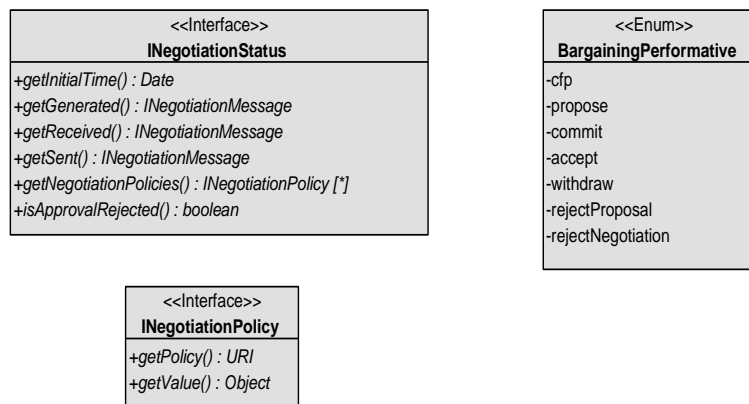 <<Interface>>
INegotiationStatus
+getInitialTime() : Date
+getGenerated() : INegotiationMessage
+getReceived() : INegotiationMessage
+getSent() : INegotiationMessage
+getNegotiationPolicies() : INegotiationPolicy [*]
+isApprovalRejected() : boolean
<<Enum>>
BargainingPerformative
-cfp
-propose
-commit
-accept
-withdraw
-rejectProposal
-rejectNegotiation
<<Interface>>
INegotiationPolicy
+getPolicy() : URI
+getValue() : Object